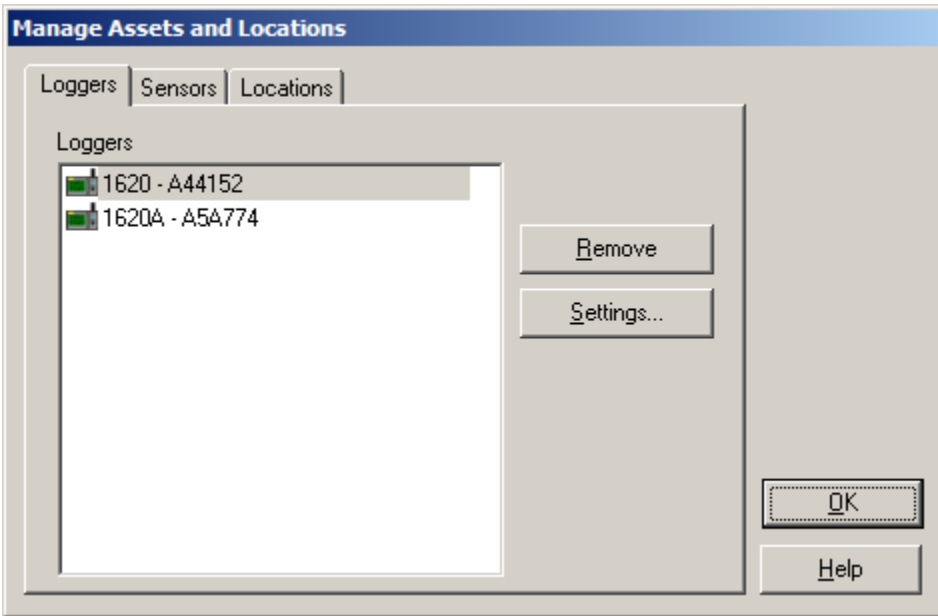 Manage Assets and Locations
Loggers Sensors Locations
Loggers
1620 - A44152
1620A - A5A774
Remove
Settings...
OK
Help